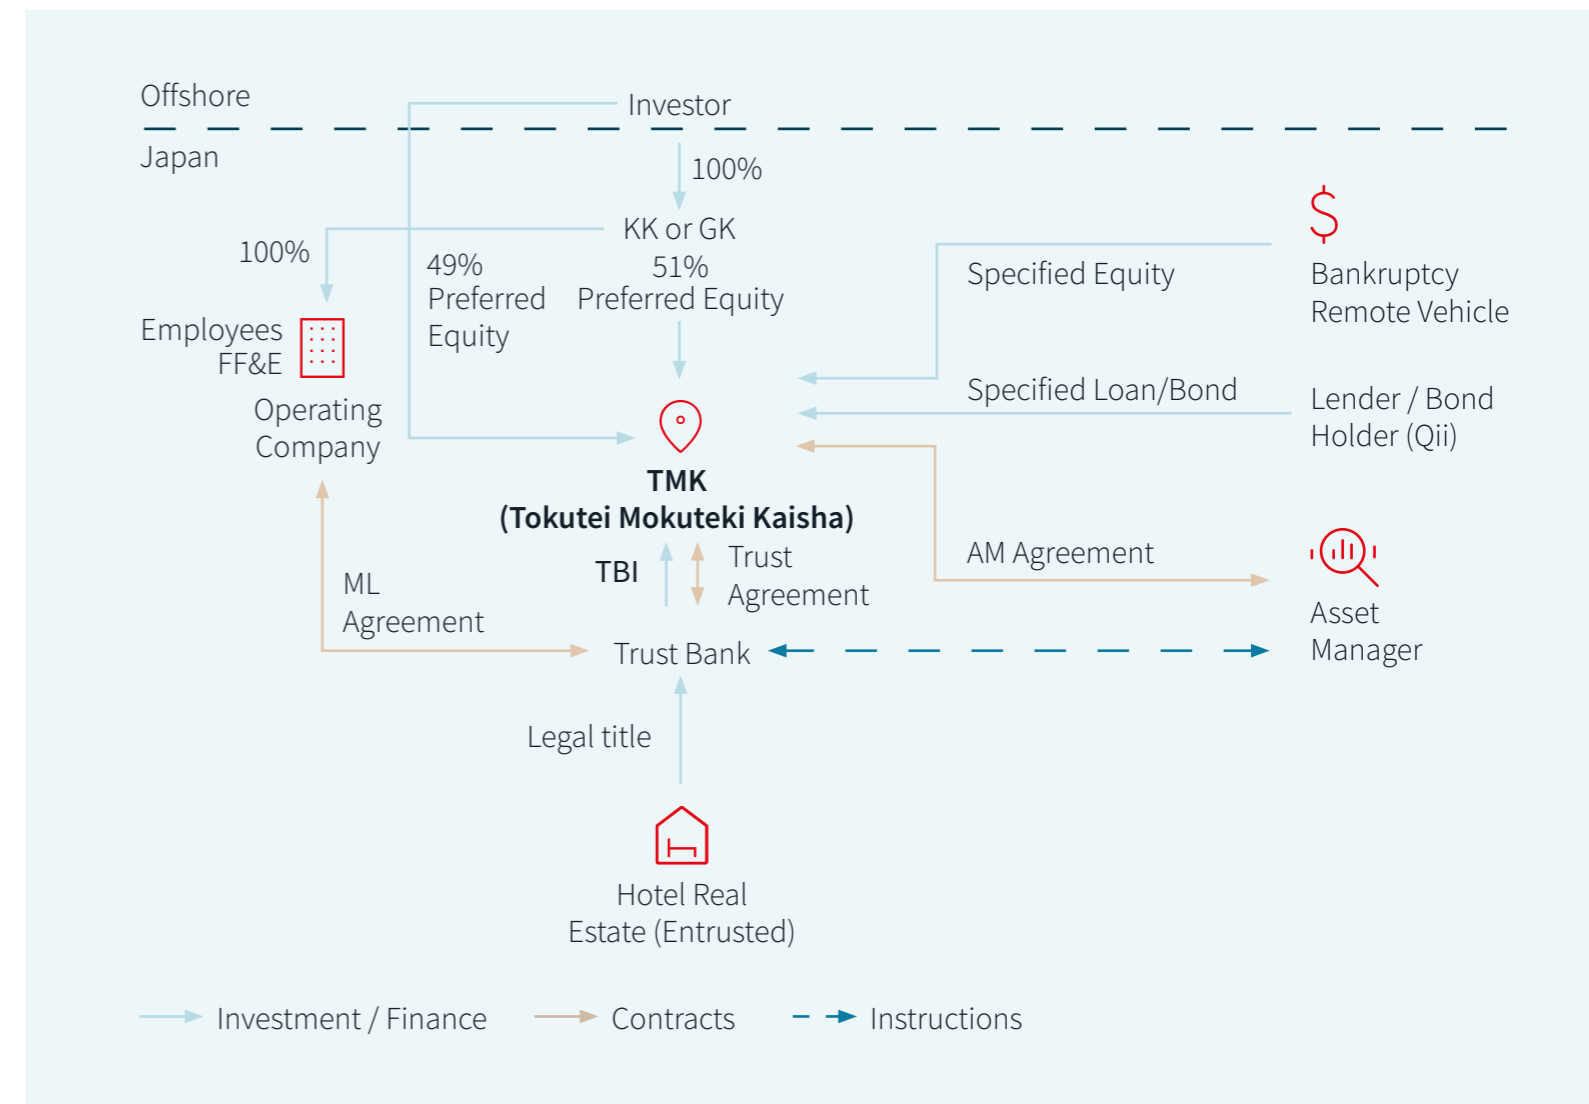 Offshore
Investor
Japan
100%
KK or GK
100%
49%
Preferred
Equity
51%
Preferred Equity
Specified Equity
Bankruptcy
Remote Vehicle
Employees
FF&E
Operating
Company
Specified Loan/Bond
Lender / Bond
Holder (Qii)
TMK
(Tokutei Mokuteki Kaisha)
TBI
Trust
Agreement
AM Agreement
ML
Agreement
Asset
Manager
Trust Bank
Legal title
Hotel Real
Estate (Entrusted)
Investment / Finance
Contracts
Instructions